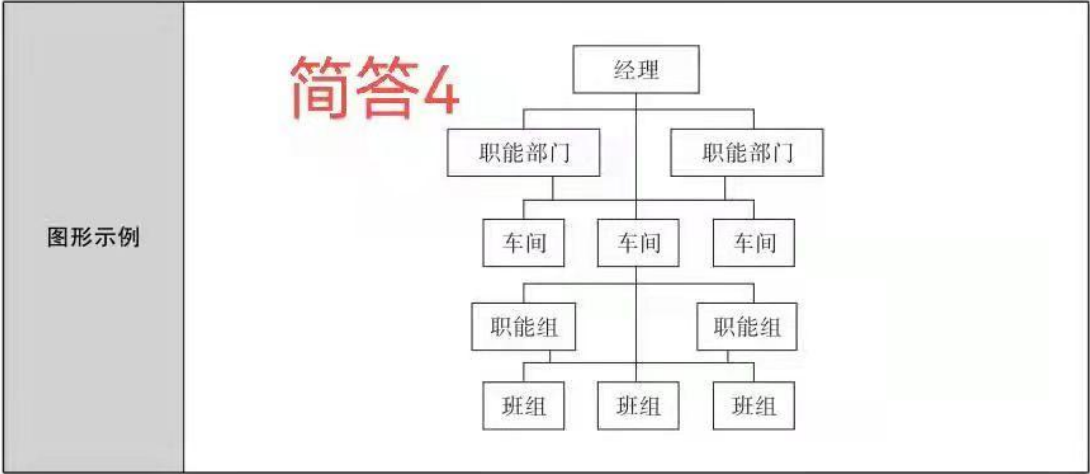 简答4
经理
职能部门 职能部门
图形示例
车间 车间 车间
职能组 职能组
班组 班组 班组